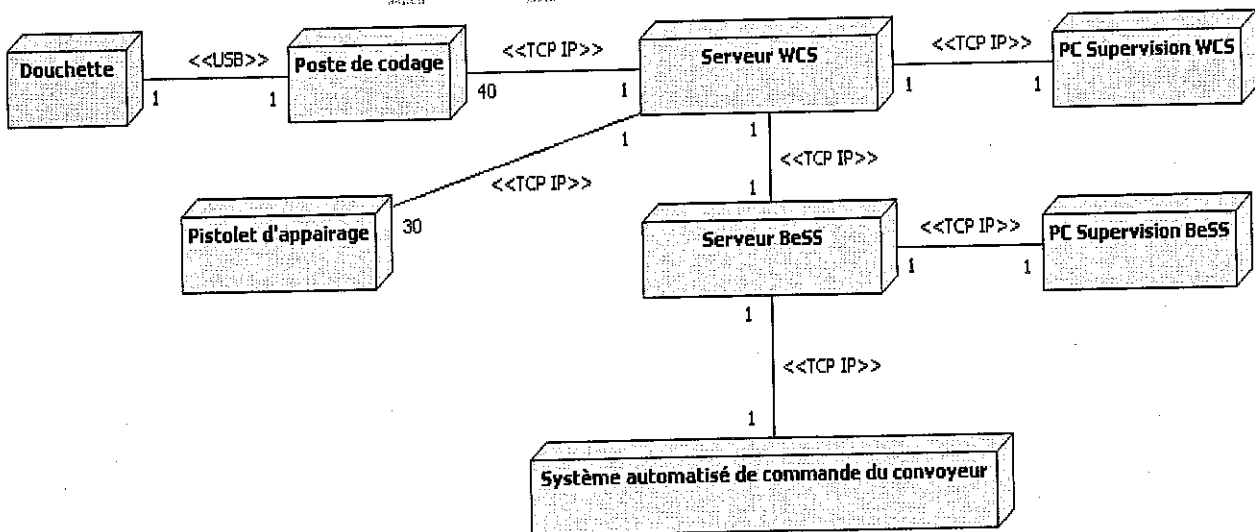 Douchette
<<USB>>
1
1
Poste de codage
<<TCP IP>>
40
1
Serveur WCS
<<TCP IP>>
1
1
PC Supervision WCS
1
<<TCP IP>>
30
Pistolet d'appairage
1
<<TCP IP>>
1
Serveur BeSS
<<TCP IP>>
1
1
PC Supervision BeSS
1
<<TCP IP>>
1
Système automatisé de commande du convoyeur